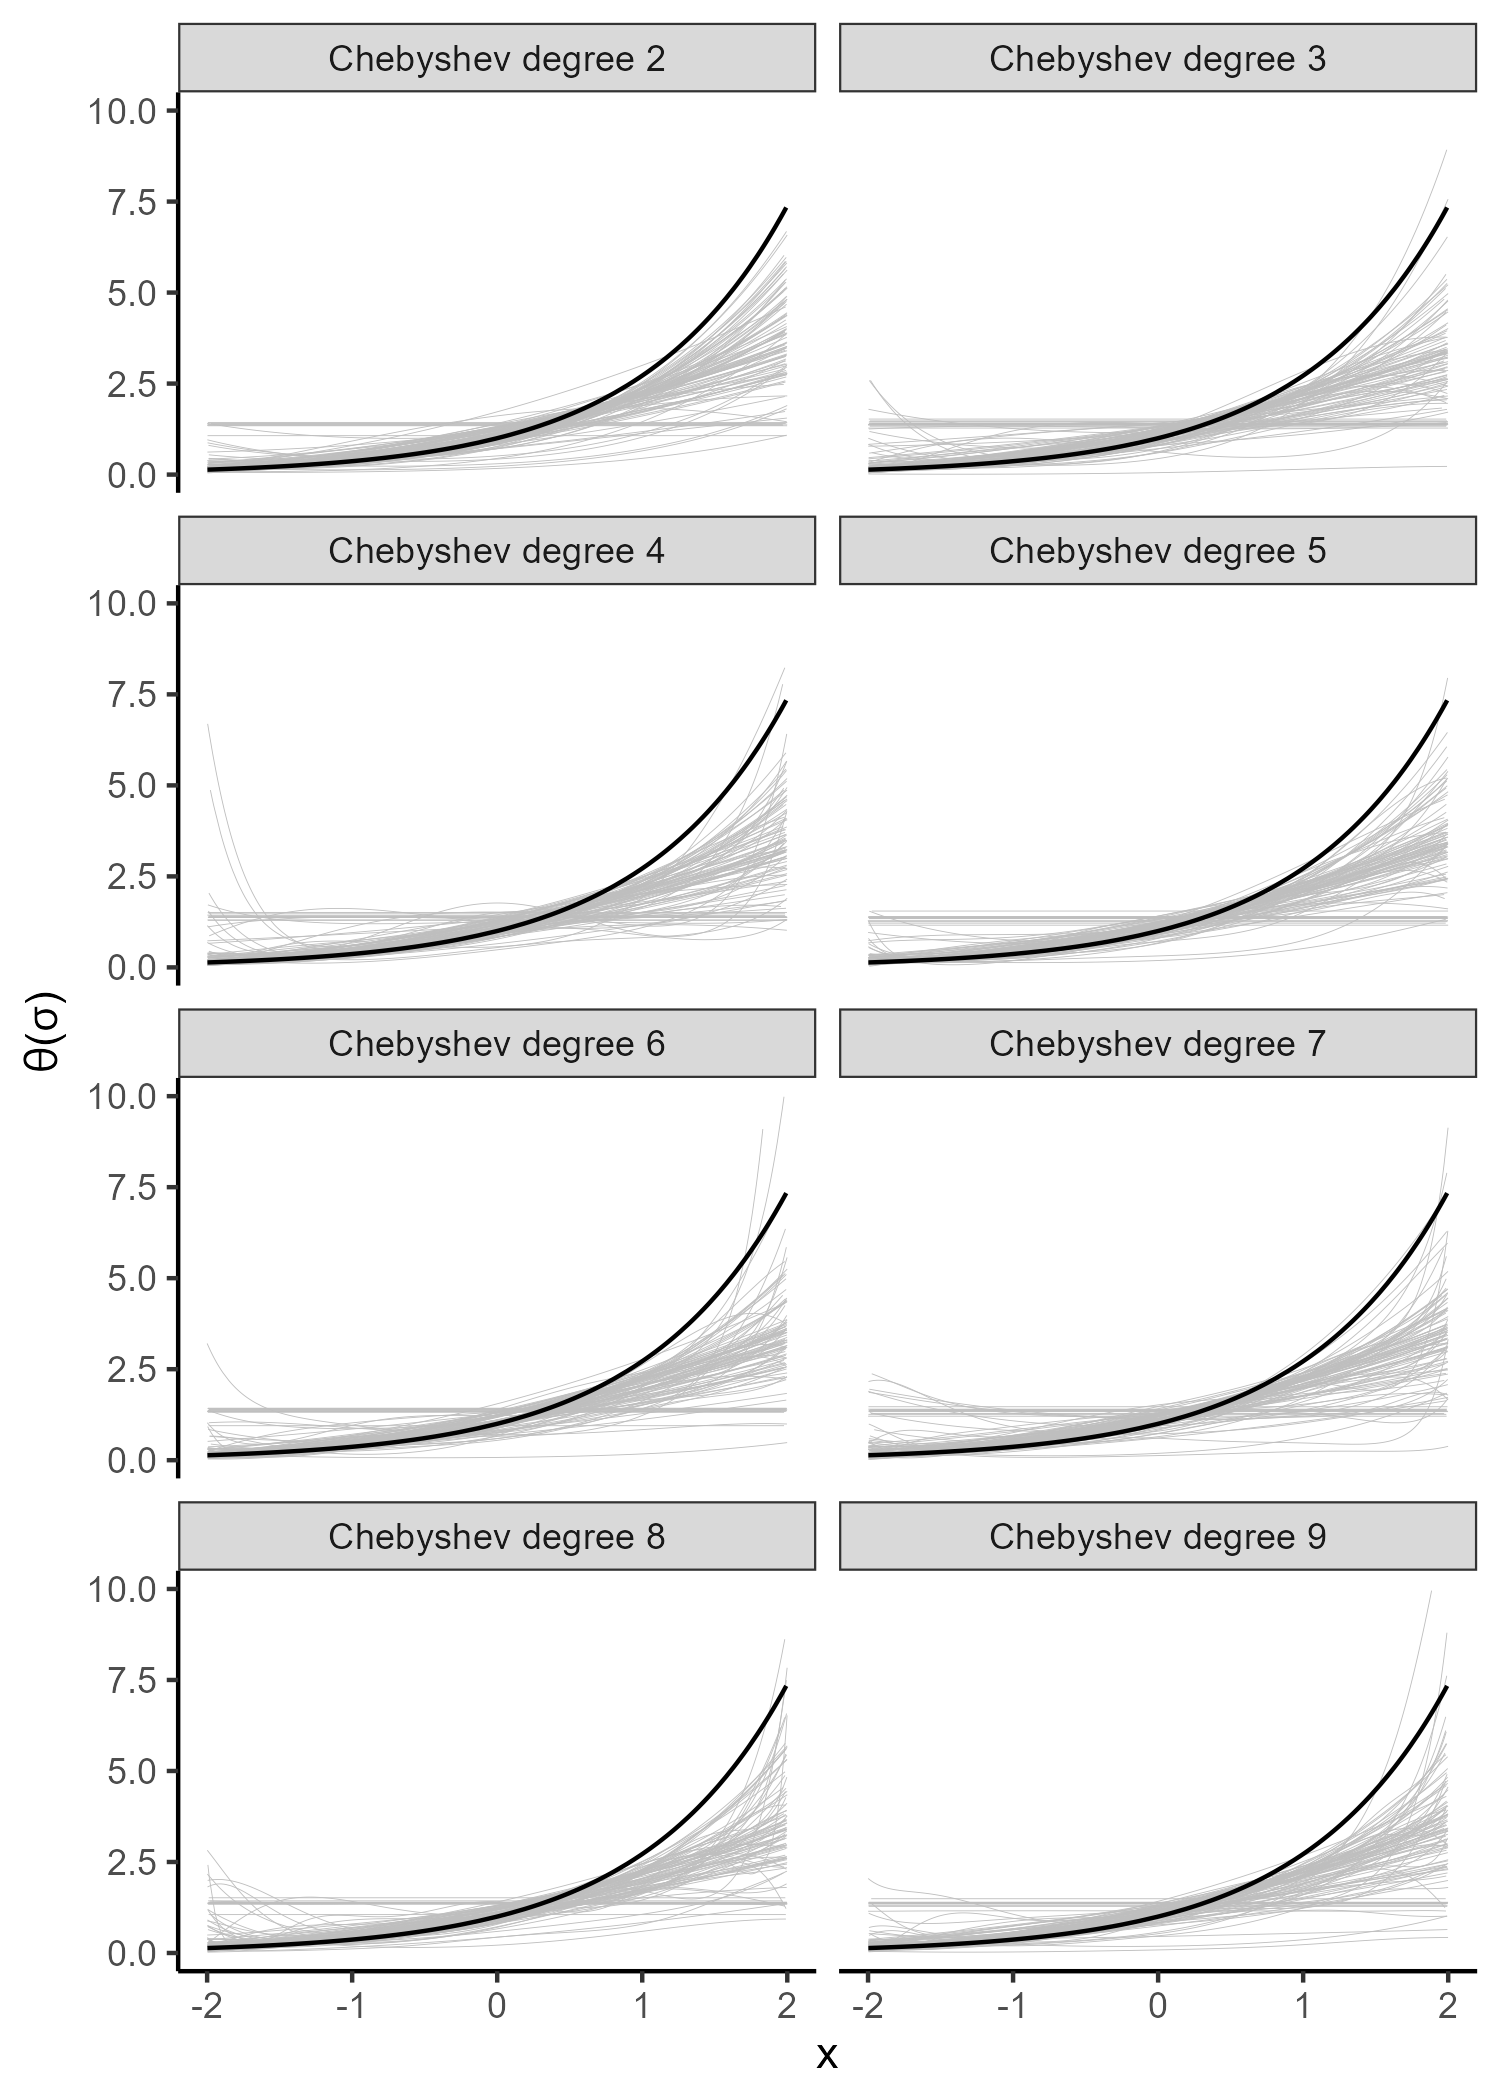 Chebyshev degree 2
Chebyshev degree 3
10.0
7.5
5.0
2.5
0.0
Chebyshev degree 4
Chebyshev degree 5
10.0
7.5
5.0
2.5
0.0
θ(σ)
Chebyshev degree 6
Chebyshev degree 7
10.0
7.5
5.0
2.5
0.0
Chebyshev degree 8
Chebyshev degree 9
10.0
7.5
5.0
2.5
0.0
-2 -1 0 1 2
-2 -1 0 1 2
x